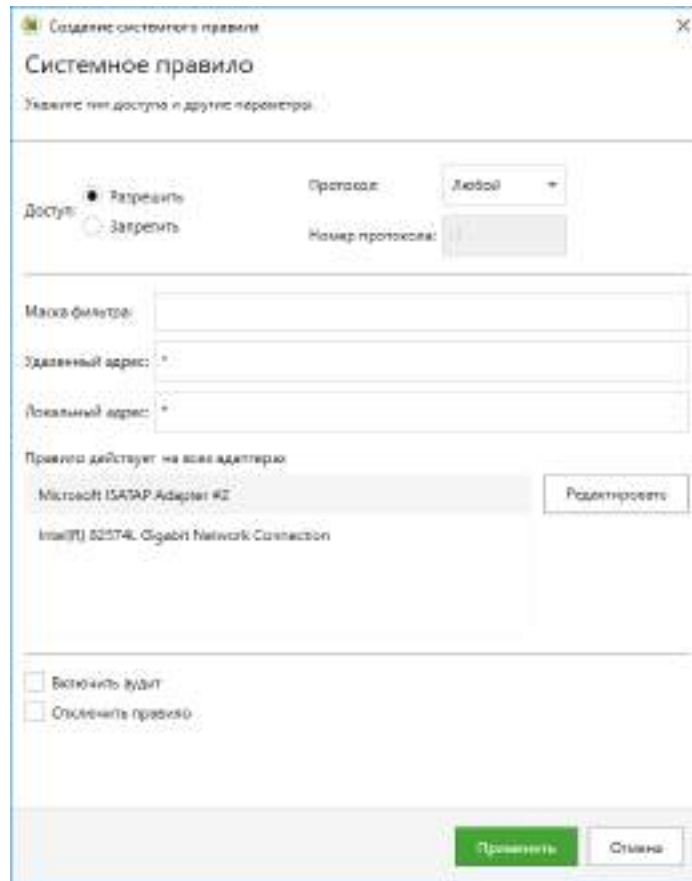 Создание системного правила
Системное правило
Укажите тип доступа и другие параметры.
Доступ:
Разрешить
Запретить
Протокол:
Любой
Номер протокола:
Маска фильтра:
Удаленный адрес: *
Локальный адрес: *
Правило действует на всех адаптерах
Microsoft ISATAP Adapter #2
Редактировать
Intel(R) 82574L Gigabit Network Connection
Включить аудит
Отключить правило
Применить
Отмена